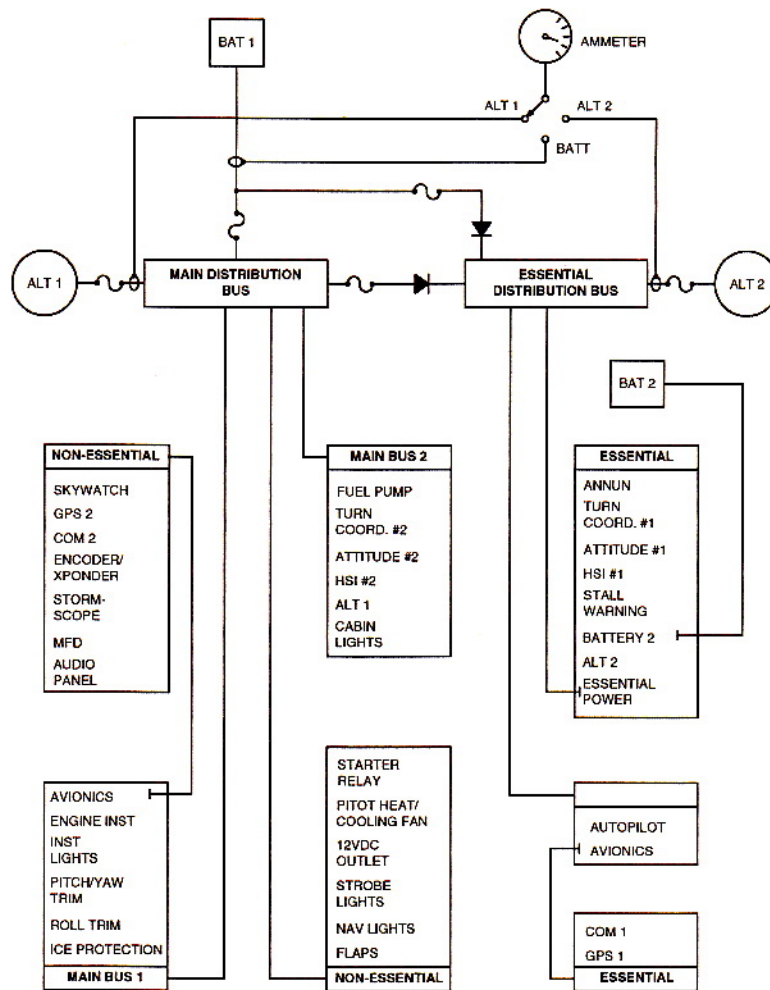 BAT 1
AMMETER
ALT 1
ALT 2
BATT
ALT 1
MAIN DISTRIBUTION
BUS
ESSENTIAL
DISTRIBUTION BUS
ALT 2
BAT 2
NON-ESSENTIAL
SKYWATCH
GPS 2
COM 2
ENCODER/
XPONDER
STORM-
SCOPE
MFD
AUDIO
PANEL
MAIN BUS 2
FUEL PUMP
TURN
COORD. #2
ATTITUDE #2
HSI #2
ALT 1
CABIN
LIGHTS
ESSENTIAL
ANNUN
TURN
COORD. #1
ATTITUDE #1
HSI #1
STALL
WARNING
BATTERY 2
ALT 2
ESSENTIAL
POWER
AVIONICS
ENGINE INST
INST
LIGHTS
PITCH/YAW
TRIM
ROLL TRIM
ICE PROTECTION
MAIN BUS 1
STARTER
RELAY
PITOT HEAT/
COOLING FAN
12VDC
OUTLET
STROBE
LIGHTS
NAV LIGHTS
FLAPS
NON-ESSENTIAL
AUTOPILOT
AVIONICS
COM 1
GPS 1
ESSENTIAL